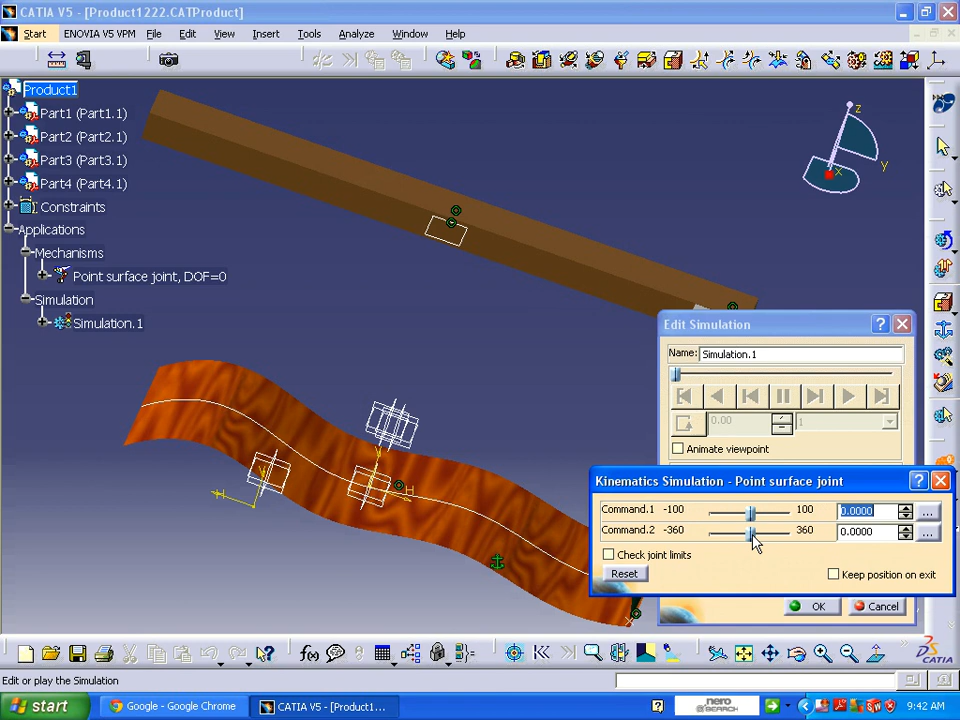 CATIA V5 - [Product1222.CATProduct]
Start ENOVIA V5 VPM File Edit View Insert Tools Analyze Window Help
Product1
Part1 (Part1.1)
Part2 (Part2.1)
Part3 (Part3.1)
Part4 (Part4.1)
Constraints
Applications
Mechanisms
Point surface joint, DOF=0
Simulation
Simulation.1
z
y
x
H
V
H
Edit Simulation
Name: Simulation.1
0.00 1
Animate viewpoint
Kinematics Simulation - Point surface joint
Command.1 -100 100 0.0000 ...
Command.2 -360 360 0.0000 ...
Check joint limits
Reset Keep position on exit
OK Cancel
f(x)
CATIA
Edit or play the Simulation
start Google - Google Chrome CATIA V5 - [Product1... nero SEARCH 9:42 AM